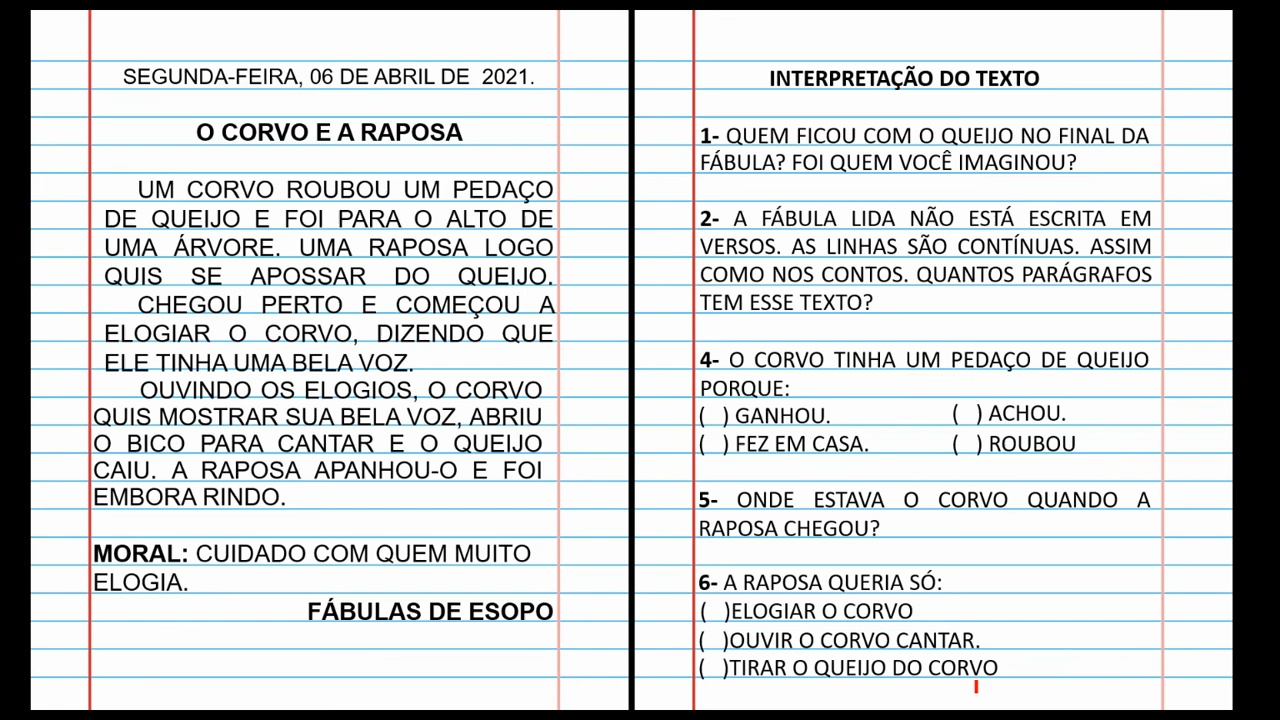 SEGUNDA-FEIRA, 06 DE ABRIL DE 2021.
O CORVO E A RAPOSA
UM CORVO ROUBOU UM PEDAÇO
DE QUEIJO E FOI PARA O ALTO DE
UMA ÁRVORE. UMA RAPOSA LOGO
QUIS SE APOSSAR DO QUEIJO.
CHEGOU PERTO E COMEÇOU A
ELOGIAR O CORVO, DIZENDO QUE
ELE TINHA UMA BELA VOZ.
OUVINDO OS ELOGIOS, O CORVO
QUIS MOSTRAR SUA BELA VOZ, ABRIU
O BICO PARA CANTAR E O QUEIJO
CAIU. A RAPOSA APANHOU-O E FOI
EMBORA RINDO.
MORAL: CUIDADO COM QUEM MUITO
ELOGIA.
FÁBULAS DE ESOPO
INTERPRETAÇÃO DO TEXTO
1- QUEM FICOU COM O QUEIJO NO FINAL DA
FÁBULA? FOI QUEM VOCÊ IMAGINOU?
2- A FÁBULA LIDA NÃO ESTÁ ESCRITA EM
VERSOS. AS LINHAS SÃO CONTÍNUAS. ASSIM
COMO NOS CONTOS. QUANTOS PARÁGRAFOS
TEM ESSE TEXTO?
4- O CORVO TINHA UM PEDAÇO DE QUEIJO
PORQUE:
( ) GANHOU. ( ) ACHOU.
( ) FEZ EM CASA. ( ) ROUBOU
5- ONDE ESTAVA O CORVO QUANDO A
RAPOSA CHEGOU?
6- A RAPOSA QUERIA SÓ:
( )ELOGIAR O CORVO
( )OUVIR O CORVO CANTAR.
( )TIRAR O QUEIJO DO CORVO